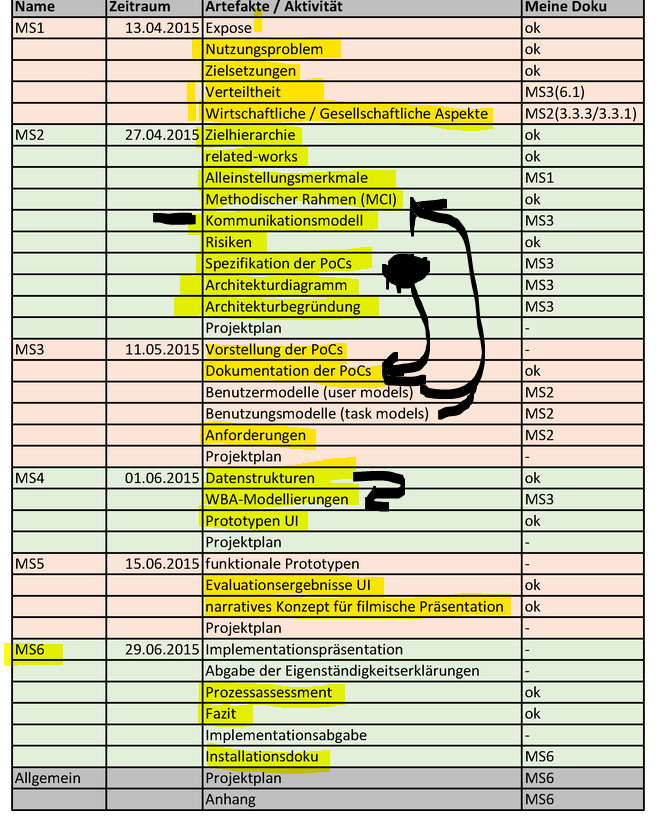 Name Zeitraum Artefakte / Aktivität Meine Doku
MS1 13.04.2015 Expose ok
Nutzungsproblem ok
Zielsetzungen ok
Verteiltheit MS3(6.1)
Wirtschaftliche / Gesellschaftliche Aspekte MS2(3.3.3/3.3.1)
MS2 27.04.2015 Zielhierarchie ok
related-works ok
Alleinstellungsmerkmale MS1
Methodischer Rahmen (MCI) ok
Kommunikationsmodell MS3
Risiken ok
Spezifikation der PoCs MS3
Architekturdiagramm MS3
Architekturbegründung MS3
Projektplan -
MS3 11.05.2015 Vorstellung der PoCs -
Dokumentation der PoCs ok
Benutzermodelle (user models) MS2
Benutzungsmodelle (task models) MS2
Anforderungen MS2
Projektplan -
MS4 01.06.2015 Datenstrukturen ok
WBA-Modellierungen MS3
Prototypen UI ok
Projektplan -
MS5 15.06.2015 funktionale Prototypen -
Evaluationsergebnisse UI ok
narratives Konzept für filmische Präsentation ok
Projektplan -
MS6 29.06.2015 Implementationspräsentation -
Abgabe der Eigenständigkeitserklärungen -
Prozessassessment ok
Fazit ok
Implementationsabgabe -
Installationsdoku MS6
Allgemein Projektplan MS6
Anhang MS6